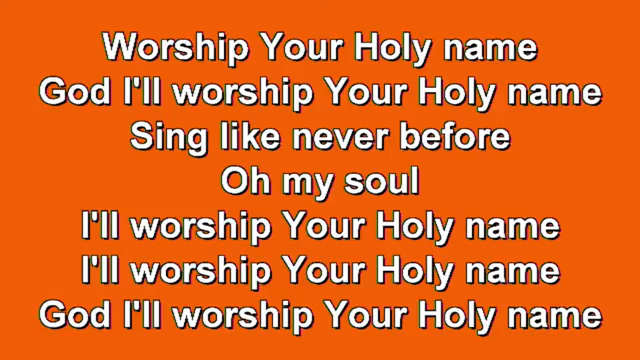 Worship Your Holy name
God I'll worship Your Holy name
Sing like never before
Oh my soul
I'll worship Your Holy name
I'll worship Your Holy name
God I'll worship Your Holy name